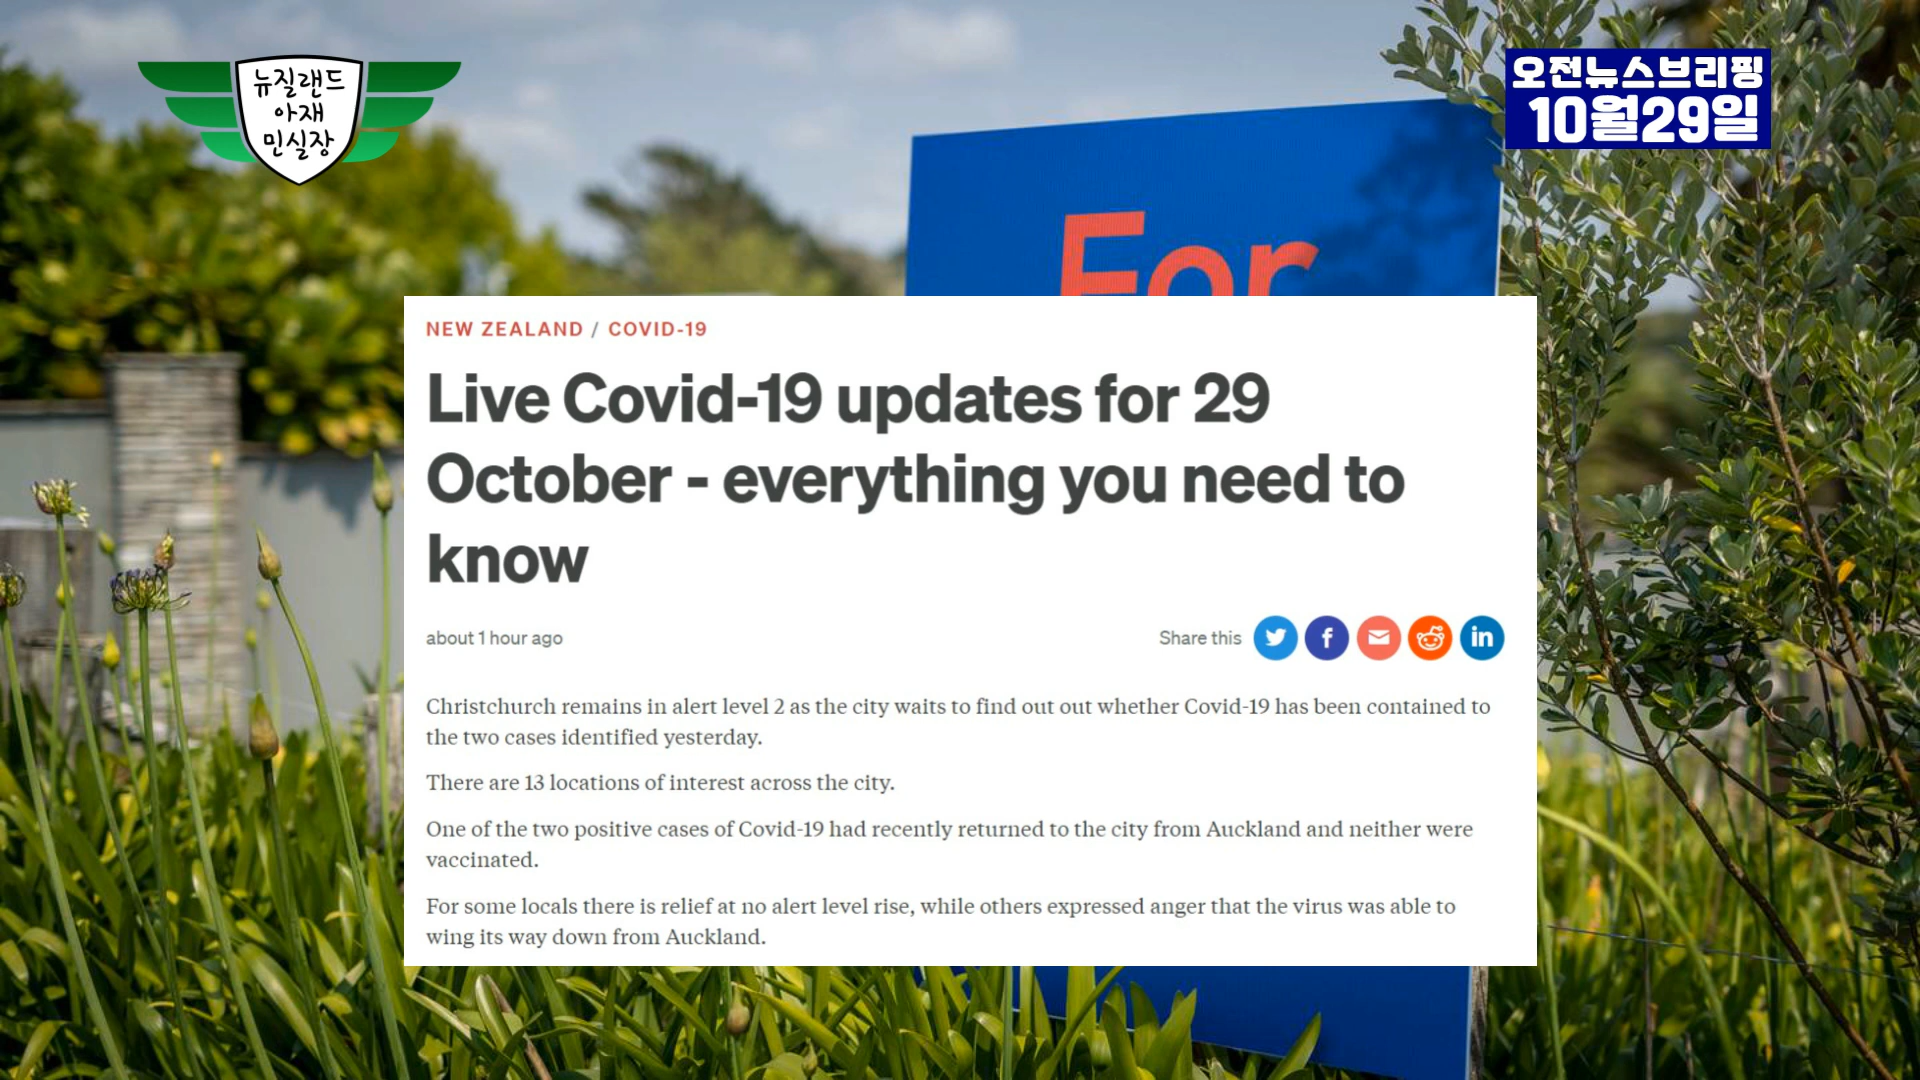 뉴질랜드
아재
민실장
오전뉴스브리핑
10월29일
For
NEW ZEALAND / COVID-19
Live Covid-19 updates for 29
October - everything you need to
know
about 1 hour ago
Share this
Christchurch remains in alert level 2 as the city waits to find out out whether Covid-19 has been contained to
the two cases identified yesterday.
There are 13 locations of interest across the city.
One of the two positive cases of Covid-19 had recently returned to the city from Auckland and neither were
vaccinated.
For some locals there is relief at no alert level rise, while others expressed anger that the virus was able to
wing its way down from Auckland.